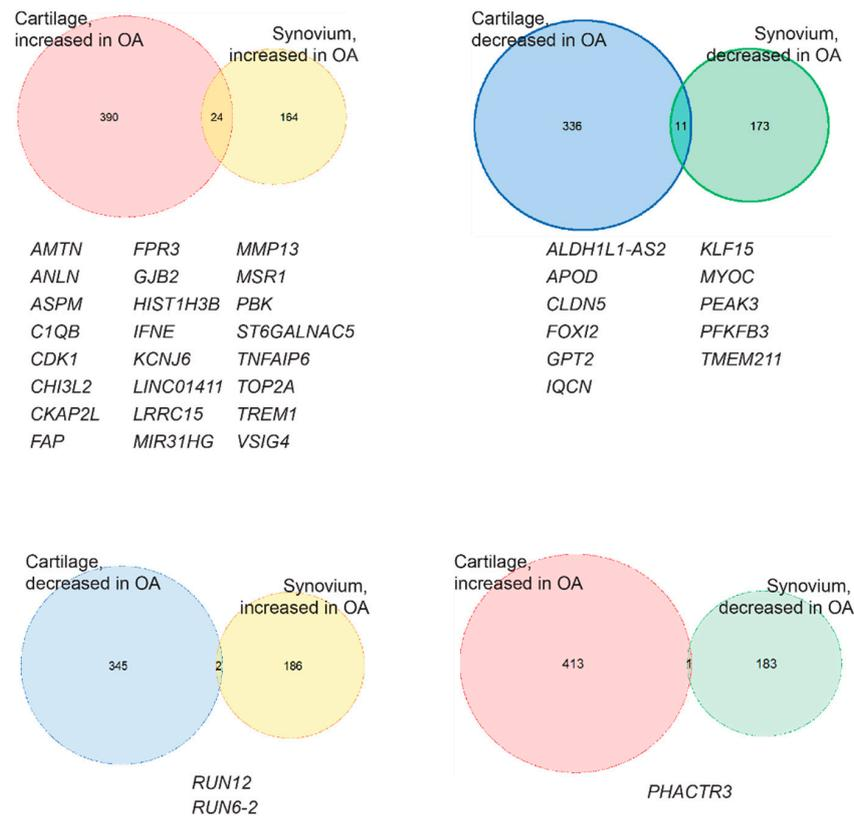 Cartilage,
increased in OA
Synovium,
increased in OA
390
24
164
AMTN FPR3 MMP13
ANLN GJB2 MSR1
ASPM HIST1H3B PBK
C1QB IFNE ST6GALNAC5
CDK1 KCNJ6 TNFAIP6
CHI3L2 LINC01411 TOP2A
CKAP2L LRRC15 TREM1
FAP MIR31HG VSIG4
Cartilage,
decreased in OA
Synovium,
decreased in OA
336
11
173
ALDH1L1-AS2 KLF15
APOD MYOC
CLDN5 PEAK3
FOXI2 PFKFB3
GPT2 TMEM211
IQCN
Cartilage,
decreased in OA
Synovium,
increased in OA
345
2
186
RUN12
RUN6-2
Cartilage,
increased in OA
Synovium,
decreased in OA
413
1
183
PHACTR3